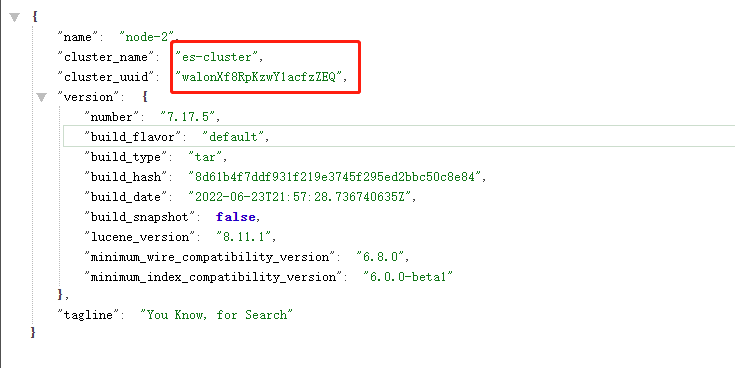 {
"name": "node-2",
"cluster_name": "es-cluster",
"cluster_uuid": "walonXf8RpKzwY1acfzZEQ",
"version": {
"number": "7.17.5",
"build_flavor": "default",
"build_type": "tar",
"build_hash": "8d61b4f7ddf931f219e3745f295ed2bbc50c8e84",
"build_date": "2022-06-23T21:57:28.736740635Z",
"build_snapshot": false,
"lucene_version": "8.11.1",
"minimum_wire_compatibility_version": "6.8.0",
"minimum_index_compatibility_version": "6.0.0-beta1"
},
"tagline": "You Know, for Search"
}